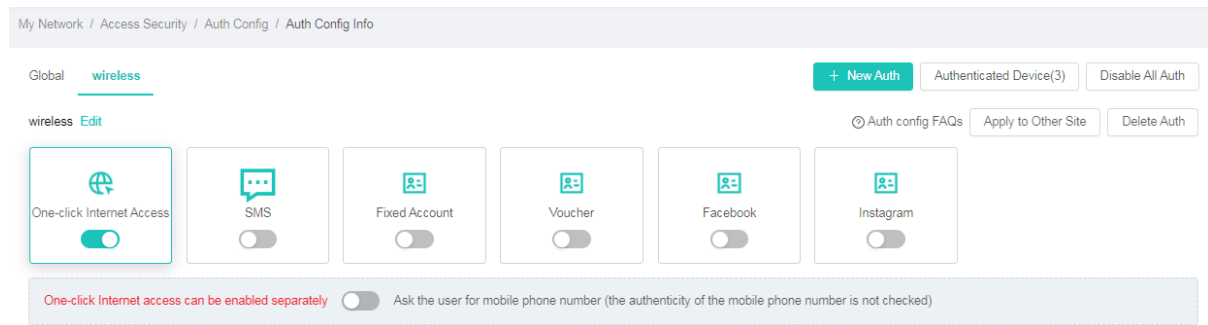 My Network / Access Security / Auth Config / Auth Config Info
Global wireless + New Auth Authenticated Device(3) Disable All Auth
wireless Edit Auth config FAQs Apply to Other Site Delete Auth
One-click Internet Access SMS Fixed Account Voucher Facebook Instagram
One-click Internet access can be enabled separately Ask the user for mobile phone number (the authenticity of the mobile phone number is not checked)